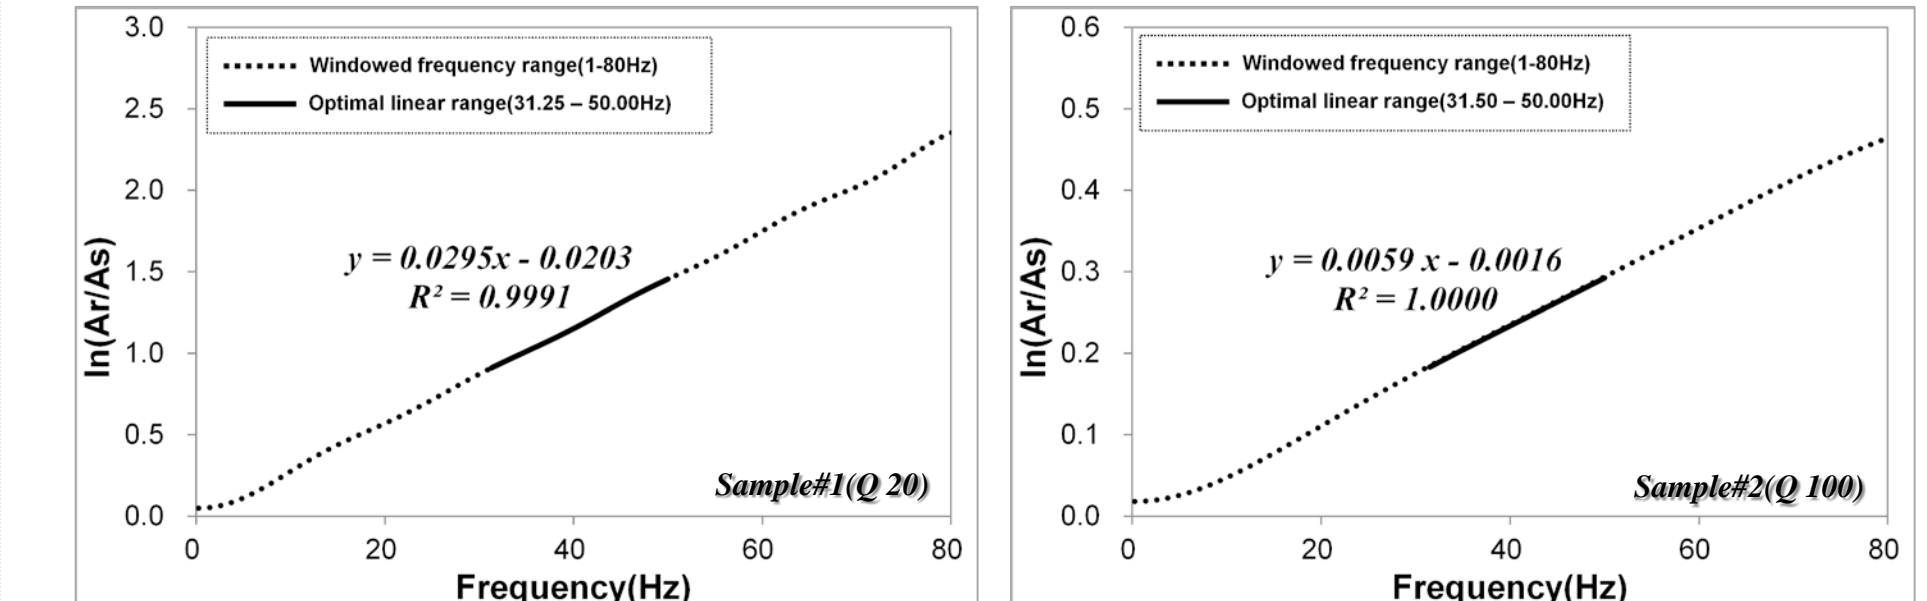 3.0
2.5
2.0
1.5
1.0
0.5
0.0
0
20
40
60
80
ln(Ar/As)
Frequency(Hz)
Windowed frequency range(1-80Hz)
Optimal linear range(31.25 – 50.00Hz)
y = 0.0295x - 0.0203
R² = 0.9991
Sample#1(Q 20)
0.6
0.5
0.4
0.3
0.2
0.1
0.0
0
20
40
60
80
ln(Ar/As)
Frequency(Hz)
Windowed frequency range(1-80Hz)
Optimal linear range(31.50 – 50.00Hz)
y = 0.0059 x - 0.0016
R² = 1.0000
Sample#2(Q 100)